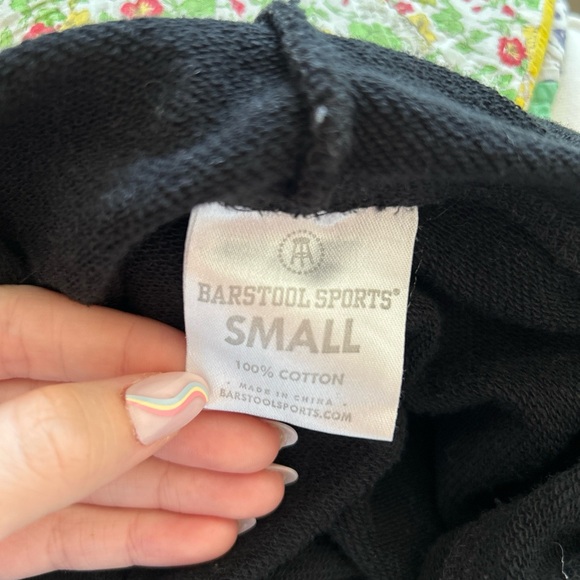 BARSTOOL SPORTS®
SMALL
100% COTTON
• MADE IN CHINA •
BARSTOOLSPORTS.COM